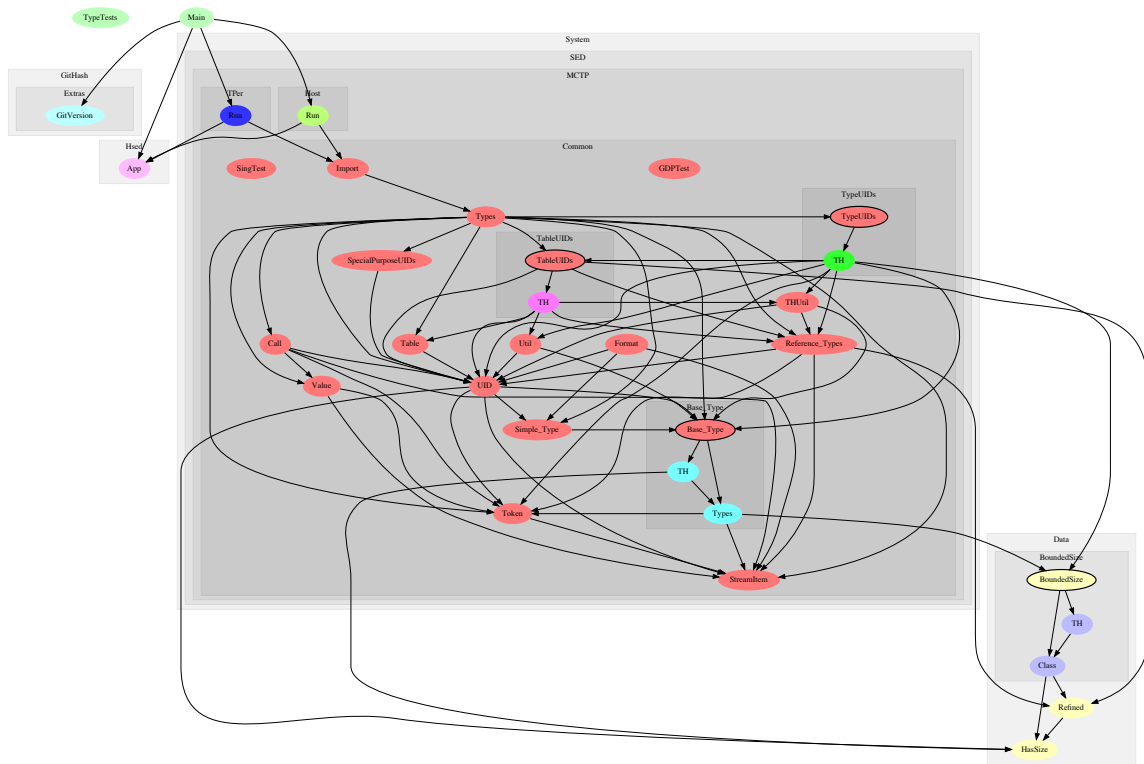 TypeTests
Main
System
SED
GitHash
MCTP
Extras
TPer
Host
GitVersion
Run
Run
Hsed
Common
App
SingTest
Import
GDPTest
TypeUIDs
Types
TypeUIDs
TableUIDs
SpecialPurposeUIDs
TableUIDs
TH
TH
THUtil
Call
Table
Util
Format
Reference_Types
Value
UID
Base_Type
Simple_Type
Base_Type
TH
Token
Types
Data
BoundedSize
StreamItem
BoundedSize
TH
Class
Refined
HasSize